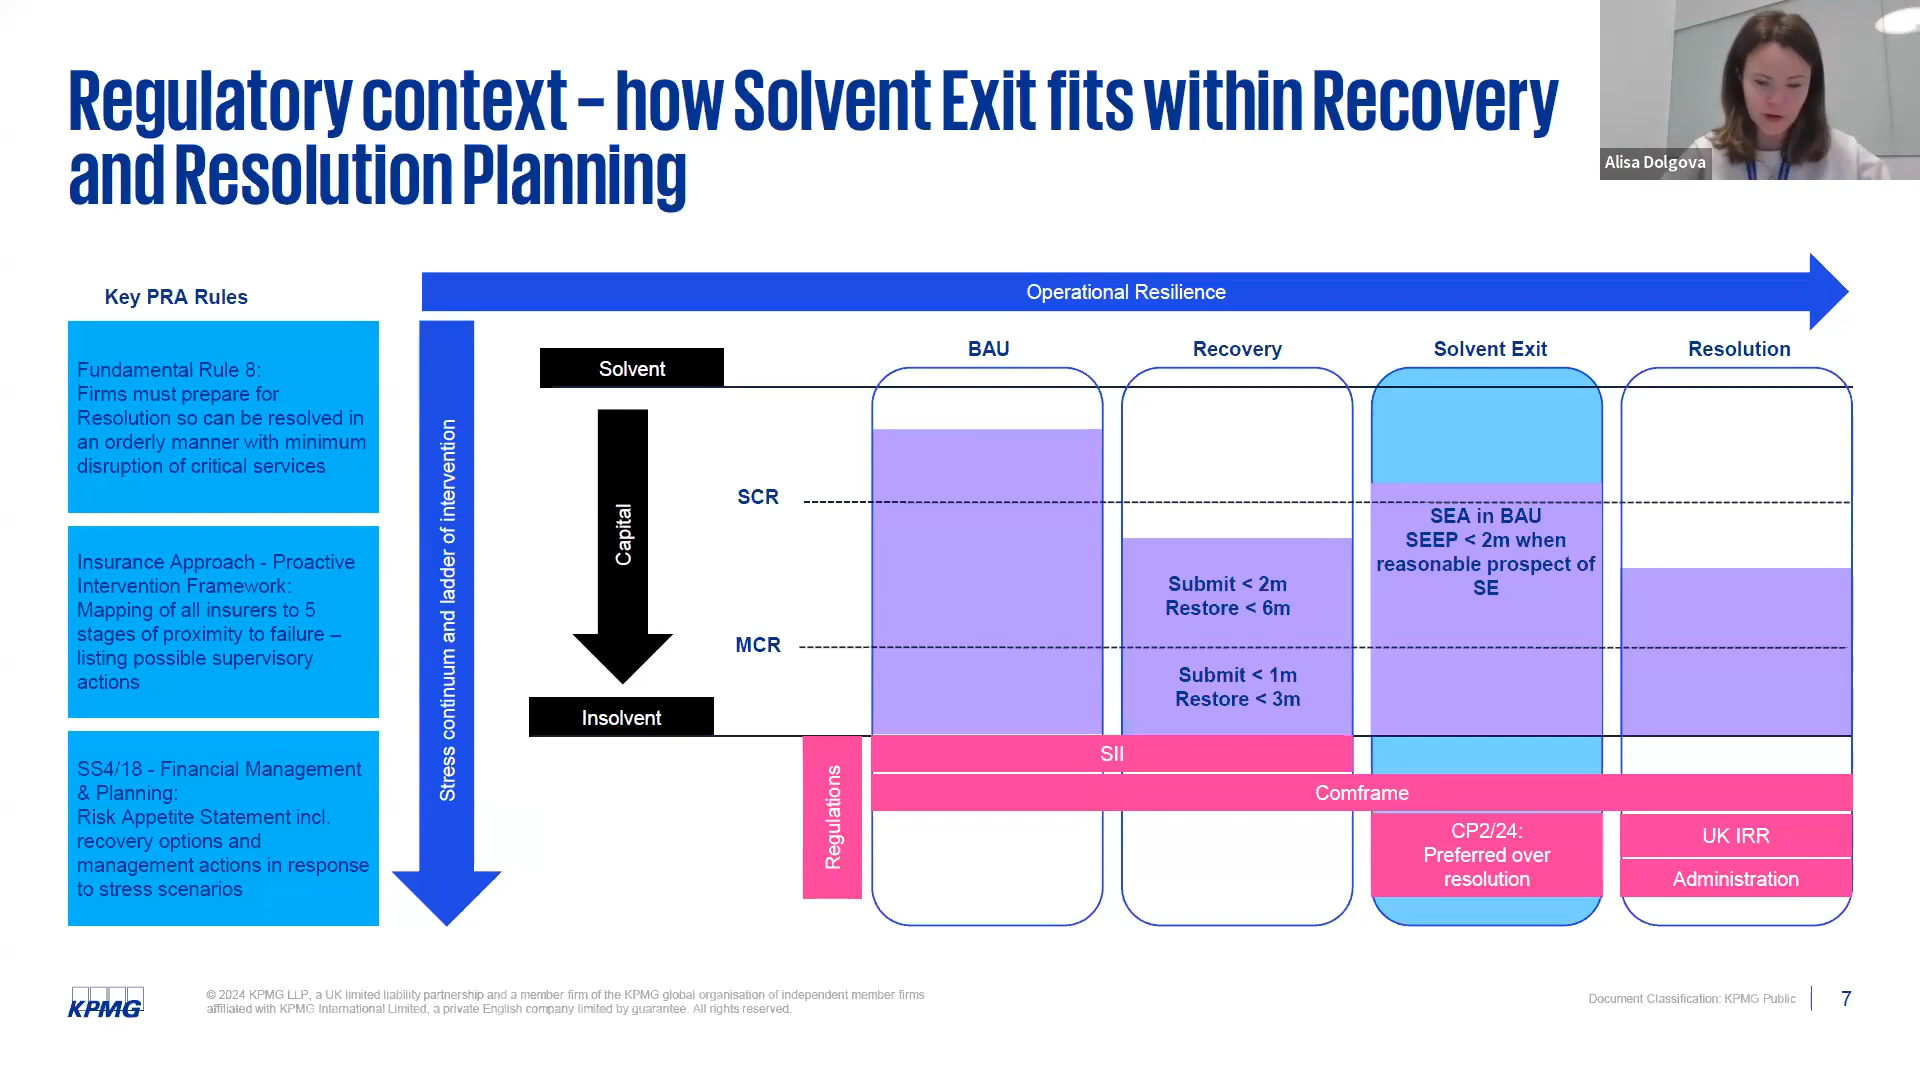 Regulatory context – how Solvent Exit fits within Recovery
and Resolution Planning
Alisa Dolgova
Key PRA Rules
Fundamental Rule 8:
Firms must prepare for
Resolution so can be resolved in
an orderly manner with minimum
disruption of critical services
Insurance Approach - Proactive
Intervention Framework:
Mapping of all insurers to 5
stages of proximity to failure –
listing possible supervisory
actions
SS4/18 - Financial Management
& Planning:
Risk Appetite Statement incl.
recovery options and
management actions in response
to stress scenarios
Operational Resilience
Stress continuum and ladder of intervention
Solvent
Capital
Insolvent
BAU
Recovery
Solvent Exit
Resolution
SCR
MCR
Submit < 2m
Restore < 6m
Submit < 1m
Restore < 3m
SEA in BAU
SEEP < 2m when
reasonable prospect of
SE
Regulations
SII
Comframe
CP2/24:
Preferred over
resolution
UK IRR
Administration
KPMG
© 2024 KPMG LLP, a UK limited liability partnership and a member firm of the KPMG global organisation of independent member firms
affiliated with KPMG International Limited, a private English company limited by guarantee. All rights reserved.
Document Classification: KPMG Public
7